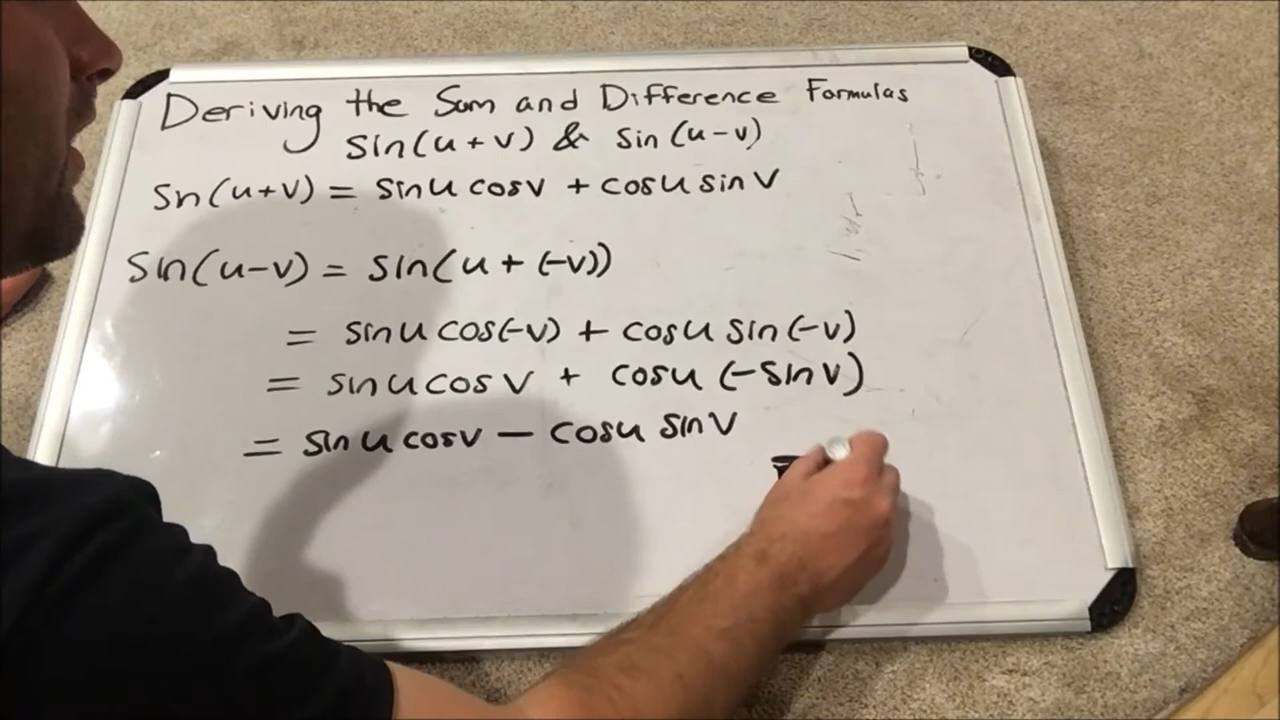 Deriving the Sum and Difference Formulas
sin(u+v) & sin(u-v)
Sn(u+v) = sinu cosv + cosu sinv
Sin(u-v) = sin(u + (-v))
= sinu cos(-v) + cosu sin(-v)
= sinu cosv + cosu (-sinv)
= sinu cosv - cosu sinv